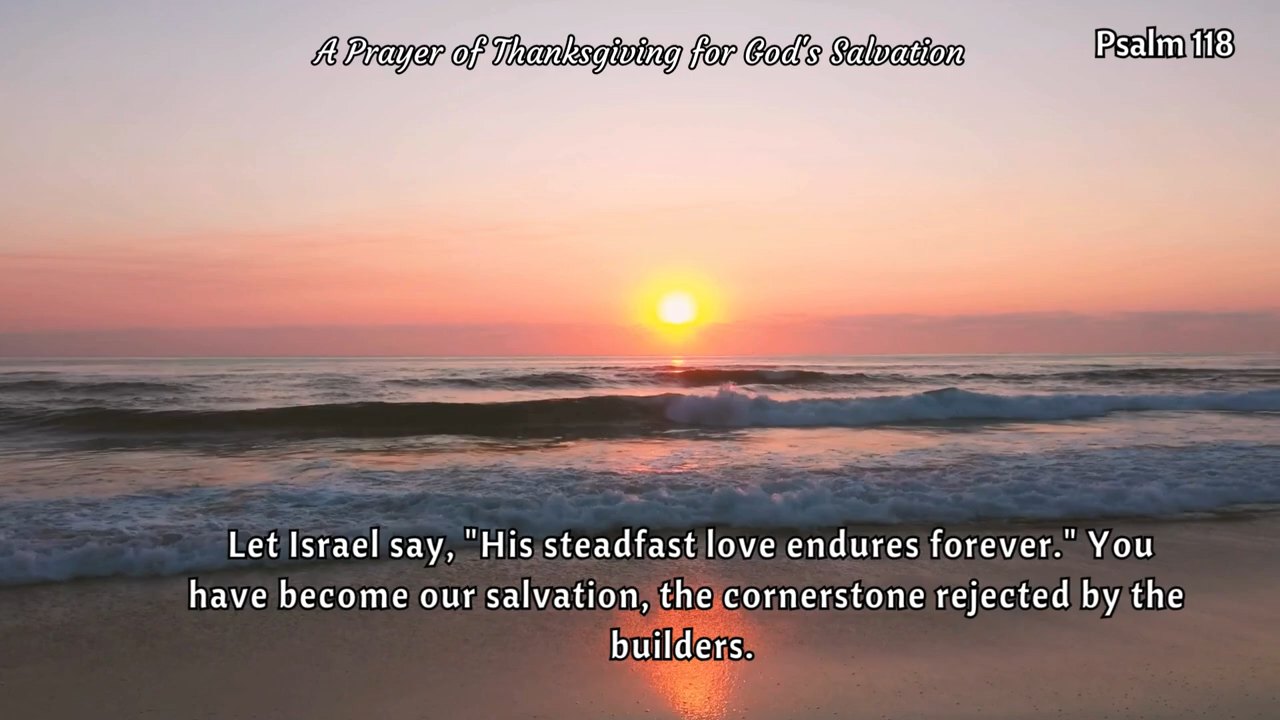 A Prayer of Thanksgiving for God's Salvation
Psalm 118
Let Israel say, "His steadfast love endures forever." You
have become our salvation, the cornerstone rejected by the
builders.